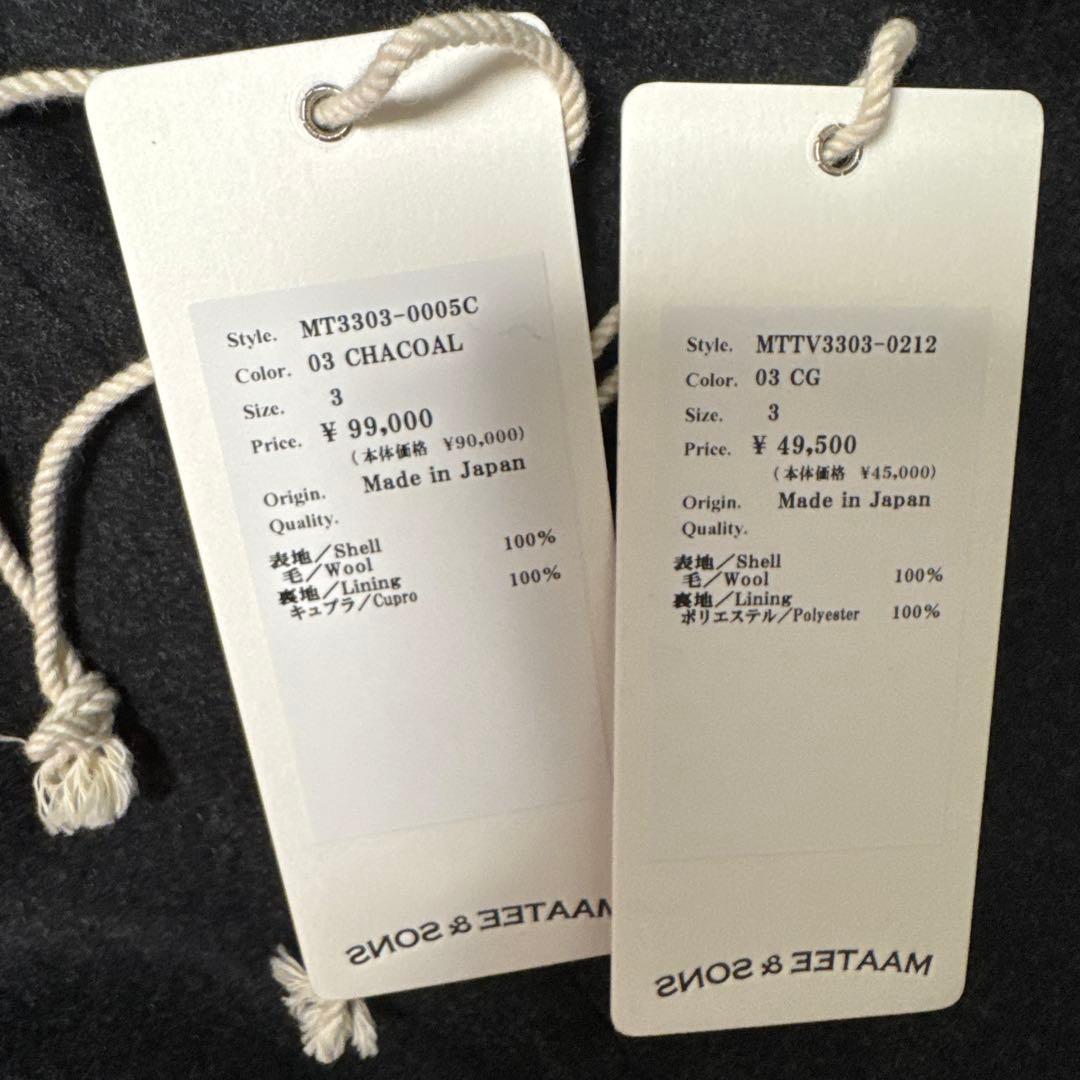 Style. MT3303-0005C
Color. 03 CHACOAL
Size. 3
Price. ¥ 99,000
(本体価格 ¥90,000)
Origin. Made in Japan
Quality.
表地/Shell
毛/Wool 100%
裏地/Lining
キュプラ/Cupro 100%
MAATEE & SONS
Style. MTTV3303-0212
Color. 03 CG
Size. 3
Price. ¥ 49,500
(本体価格 ¥45,000)
Origin. Made in Japan
Quality.
表地/Shell
毛/Wool 100%
裏地/Lining
ポリエステル/Polyester 100%
MAATEE & SONS